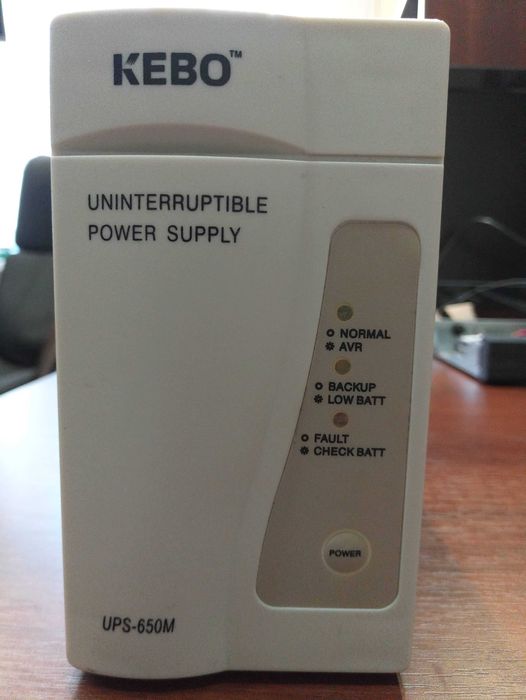 KEBO™
UNINTERRUPTIBLE
POWER SUPPLY
NORMAL
AVR
BACKUP
LOW BATT
FAULT
CHECK BATT
POWER
UPS-650M